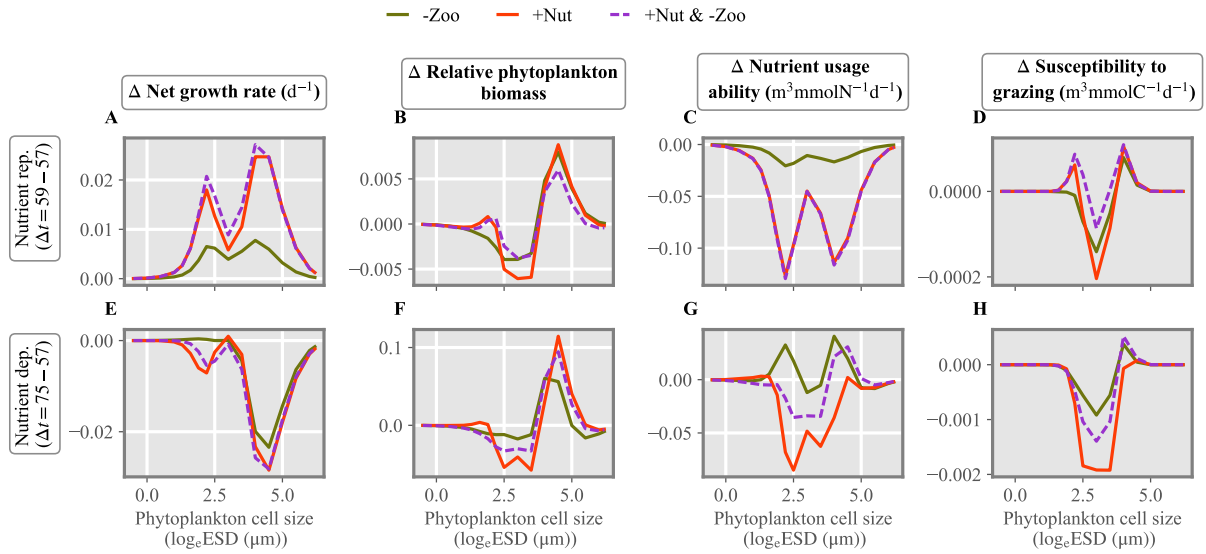 -Zoo +Nut +Nut & -Zoo
Δ Net growth rate (d⁻¹)
Δ Relative phytoplankton
biomass
Δ Nutrient usage
ability (m³mmolN⁻¹d⁻¹)
Δ Susceptibility to
grazing (m³mmolC⁻¹d⁻¹)
A B C D
Nutrient rep.
(Δt = 59 − 57)
0.02
0.01
0.00
0.005
0.000
−0.005
0.00
−0.05
−0.10
0.0000
−0.0002
E F G H
Nutrient dep.
(Δt = 75 − 57)
0.00
−0.02
0.1
0.0
0.00
−0.05
0.000
−0.001
−0.002
0.0 2.5 5.0 0.0 2.5 5.0 0.0 2.5 5.0 0.0 2.5 5.0
Phytoplankton cell size Phytoplankton cell size Phytoplankton cell size Phytoplankton cell size
(logₑESD (μm)) (logₑESD (μm)) (logₑESD (μm)) (logₑESD (μm))